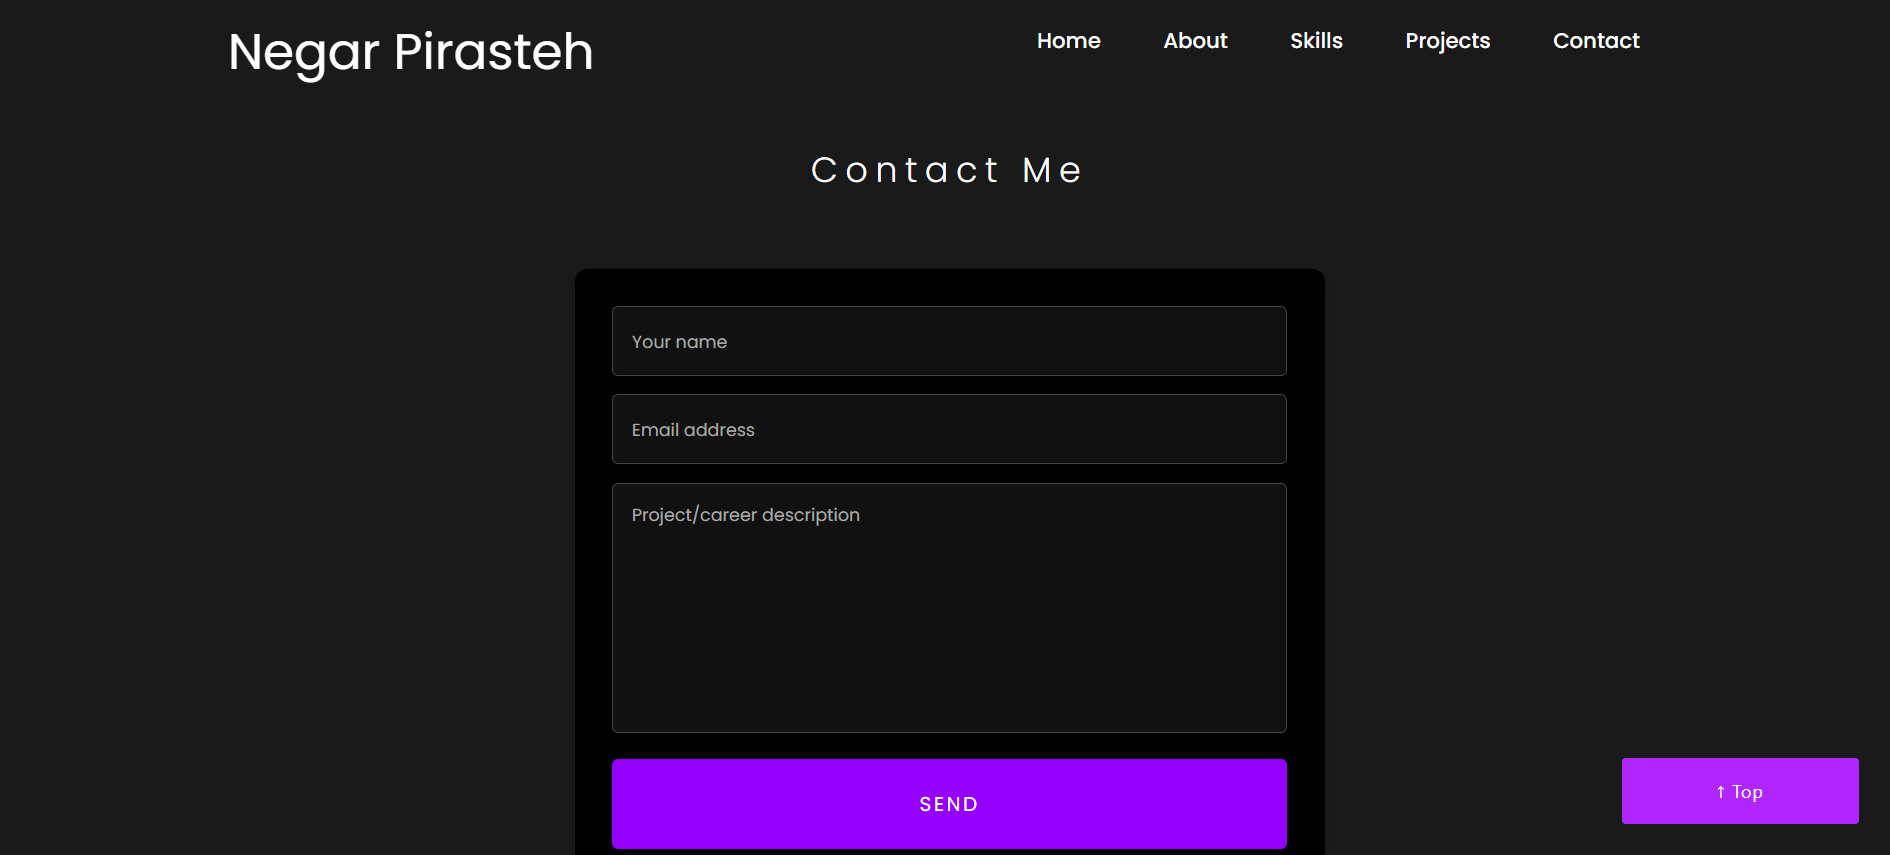 Negar Pirasteh
Home About Skills Projects Contact
Contact Me
Your name
Email address
Project/career description
SEND
↑ Top